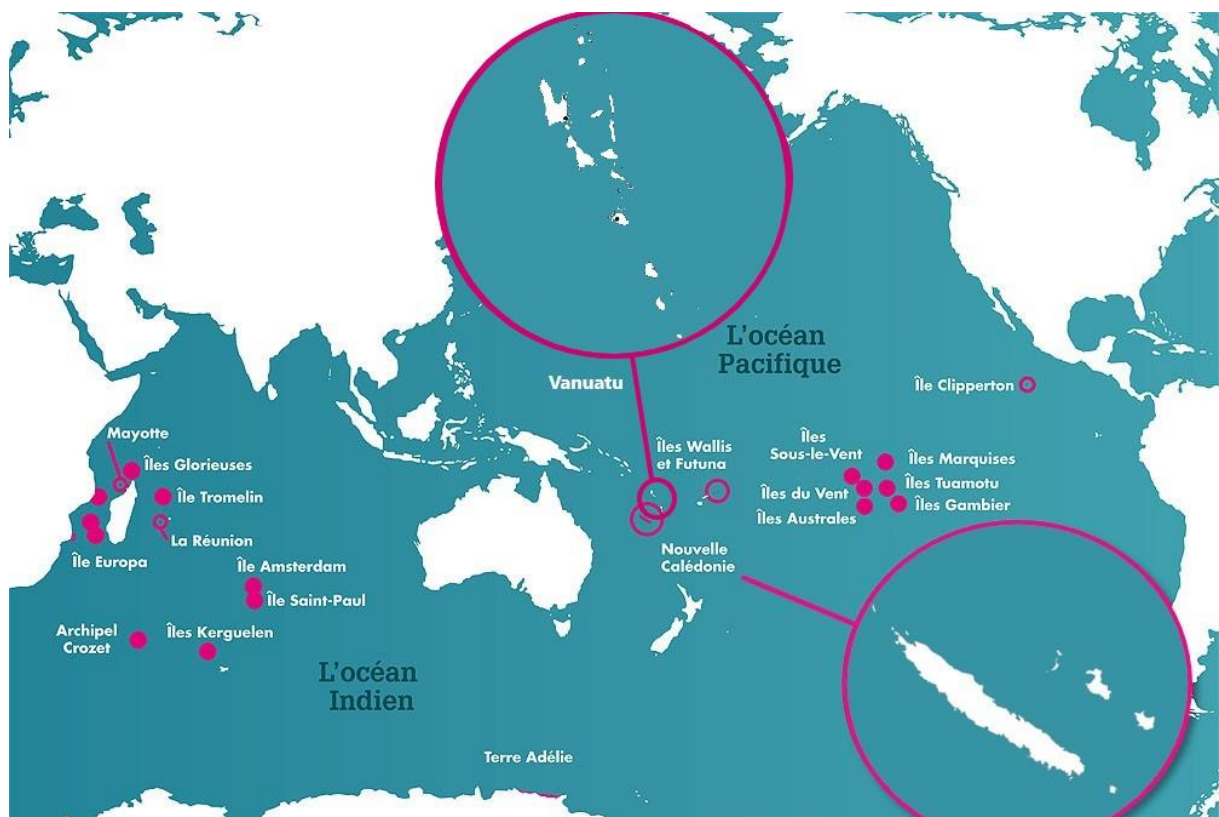 L'océan
Pacifique
Vanuatu
Île Clipperton
Mayotte
Îles Glorieuses
Île Tromelin
La Réunion
Île Europa
Îles Wallis
et Futuna
Îles
Sous-le-Vent
Îles Marquises
Îles Tuamotu
Îles du Vent
Îles Gambier
Îles Australes
Nouvelle
Calédonie
Île Amsterdam
Île Saint-Paul
Archipel
Crozet
Îles Kerguelen
L'océan
Indien
Terre Adélie